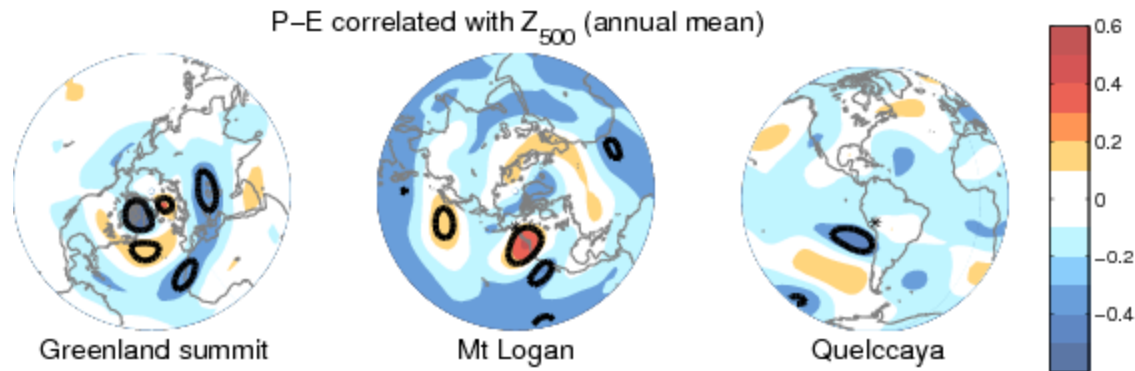 P−E correlated with Z500 (annual mean)
Greenland summit
Mt Logan
Quelccaya
0.6
0.4
0.2
0
−0.2
−0.4